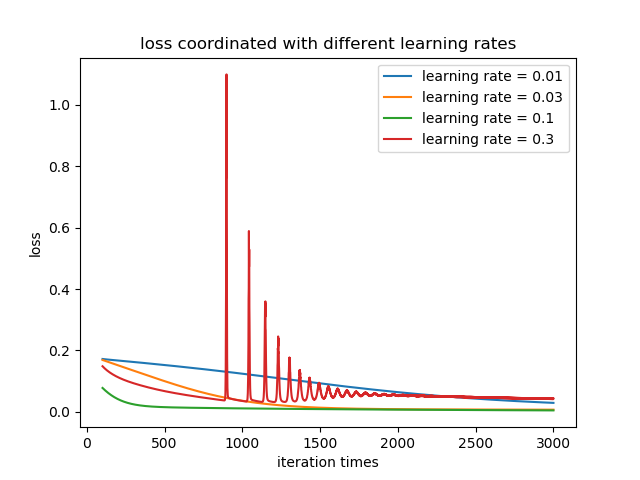 loss coordinated with different learning rates
learning rate = 0.01
learning rate = 0.03
learning rate = 0.1
learning rate = 0.3
1.0
0.8
0.6
0.4
0.2
0.0
loss
0 500 1000 1500 2000 2500 3000
iteration times